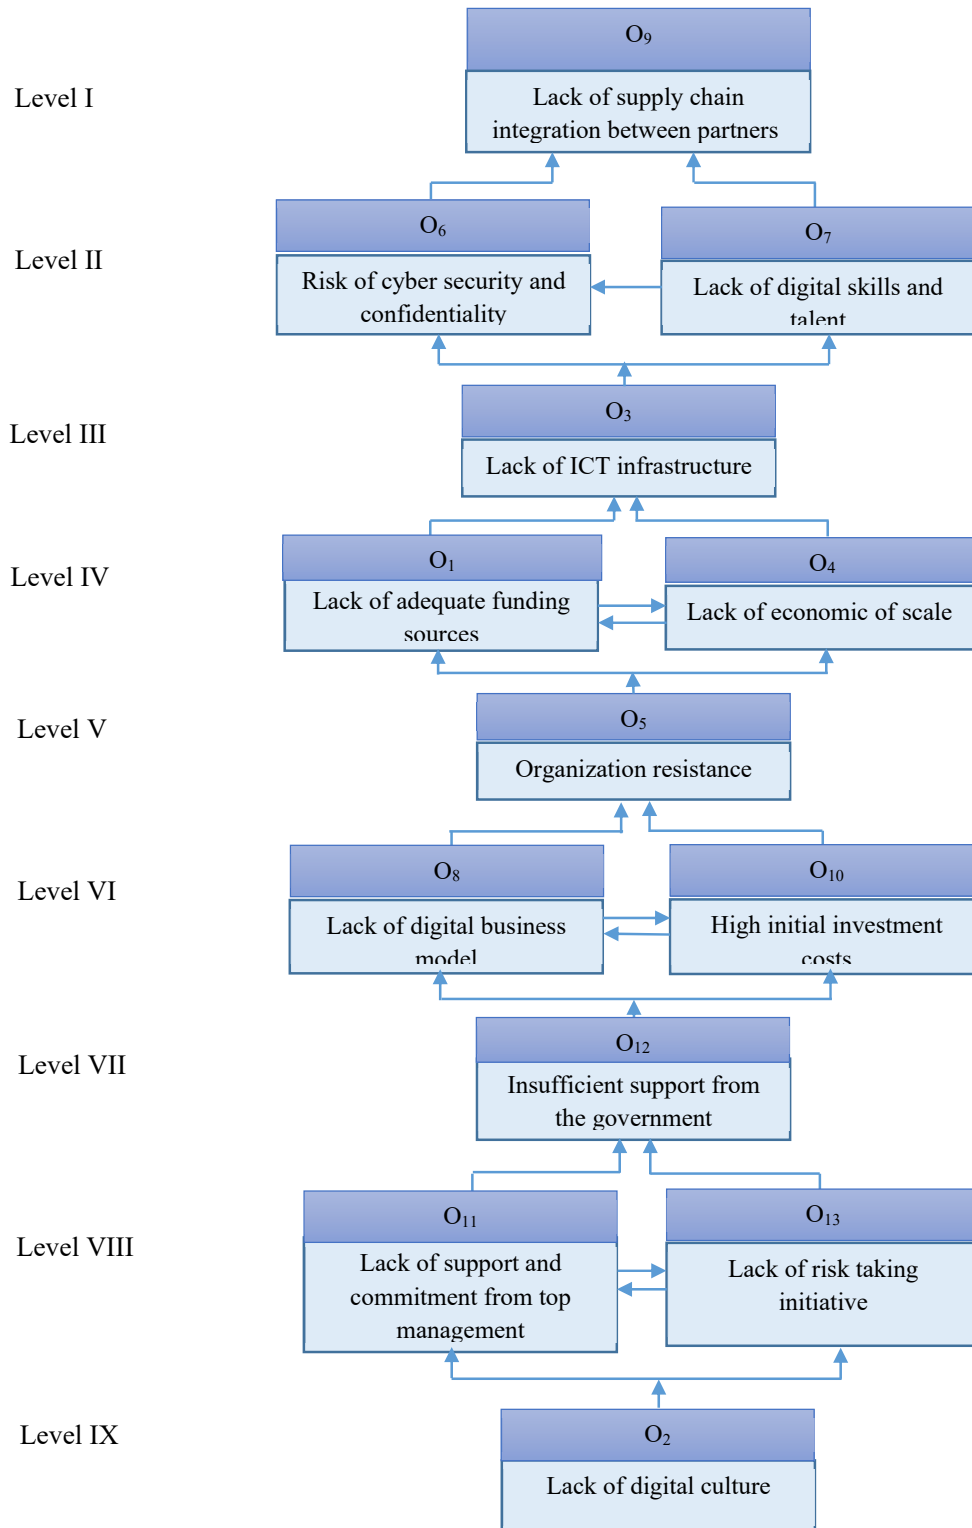 O₉
Level I
Lack of supply chain
integration between partners
O₆
O₇
Level II
Risk of cyber security and
confidentiality
Lack of digital skills and
talent
O₃
Level III
Lack of ICT infrastructure
O₁
O₄
Level IV
Lack of adequate funding
sources
Lack of economic of scale
O₅
Level V
Organization resistance
O₈
O₁₀
Level VI
Lack of digital business
model
High initial investment
costs
O₁₂
Level VII
Insufficient support from
the government
O₁₁
O₁₃
Level VIII
Lack of support and
commitment from top
management
Lack of risk taking
initiative
O₂
Level IX
Lack of digital culture